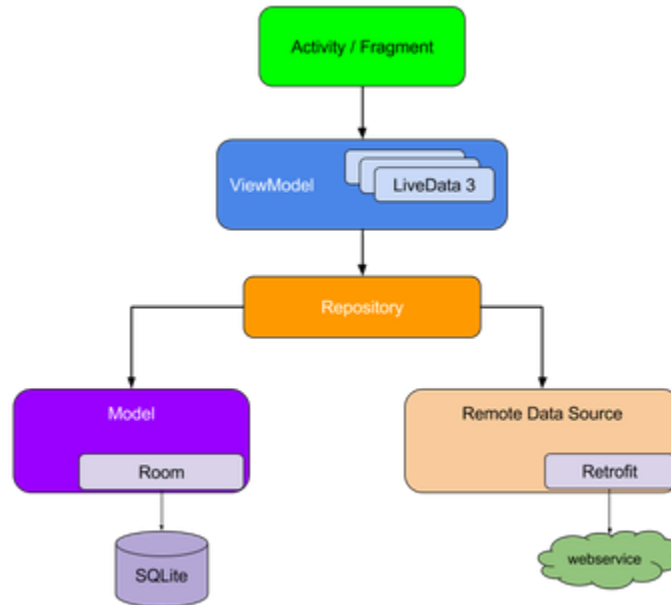 Activity / Fragment
ViewModel
LiveData 3
Repository
Model
Room
SQLite
Remote Data Source
Retrofit
webservice